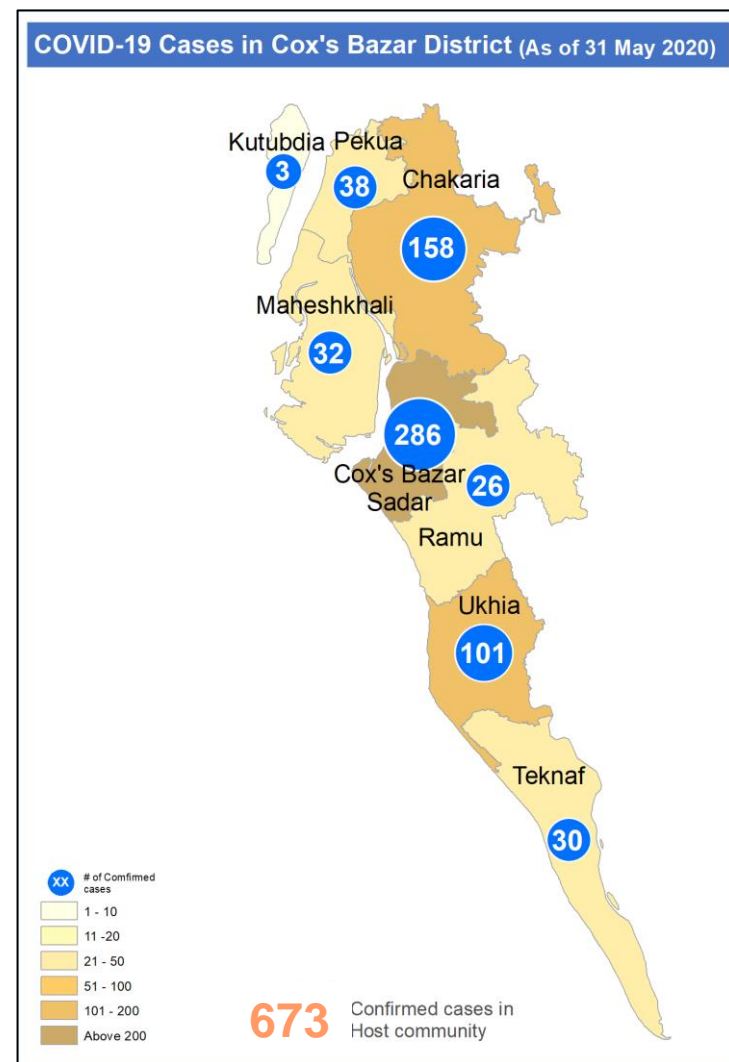 COVID-19 Cases in Cox's Bazar District (As of 31 May 2020)
Kutubdia
3
Pekua
38
Chakaria
158
Maheshkhali
32
286
Cox's Bazar
Sadar
26
Ramu
Ukhia
101
Teknaf
30
XX # of Comfirmed
cases
1 - 10
11 -20
21 - 50
51 - 100
101 - 200
Above 200
673 Confirmed cases in
Host community